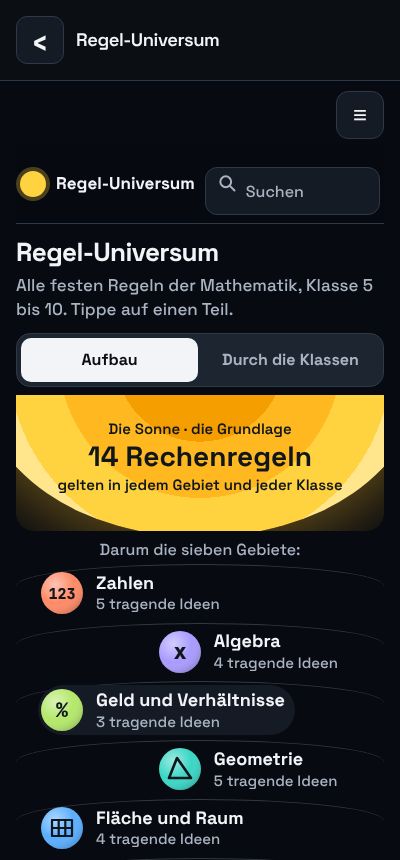 <
Regel-Universum
≡
Regel-Universum
Suchen
Regel-Universum
Alle festen Regeln der Mathematik, Klasse 5
bis 10. Tippe auf einen Teil.
Aufbau
Durch die Klassen
Die Sonne · die Grundlage
14 Rechenregeln
gelten in jedem Gebiet und jeder Klasse
Darum die sieben Gebiete:
123
Zahlen
5 tragende Ideen
x
Algebra
4 tragende Ideen
%
Geld und Verhältnisse
3 tragende Ideen
Geometrie
5 tragende Ideen
Fläche und Raum
4 tragende Ideen